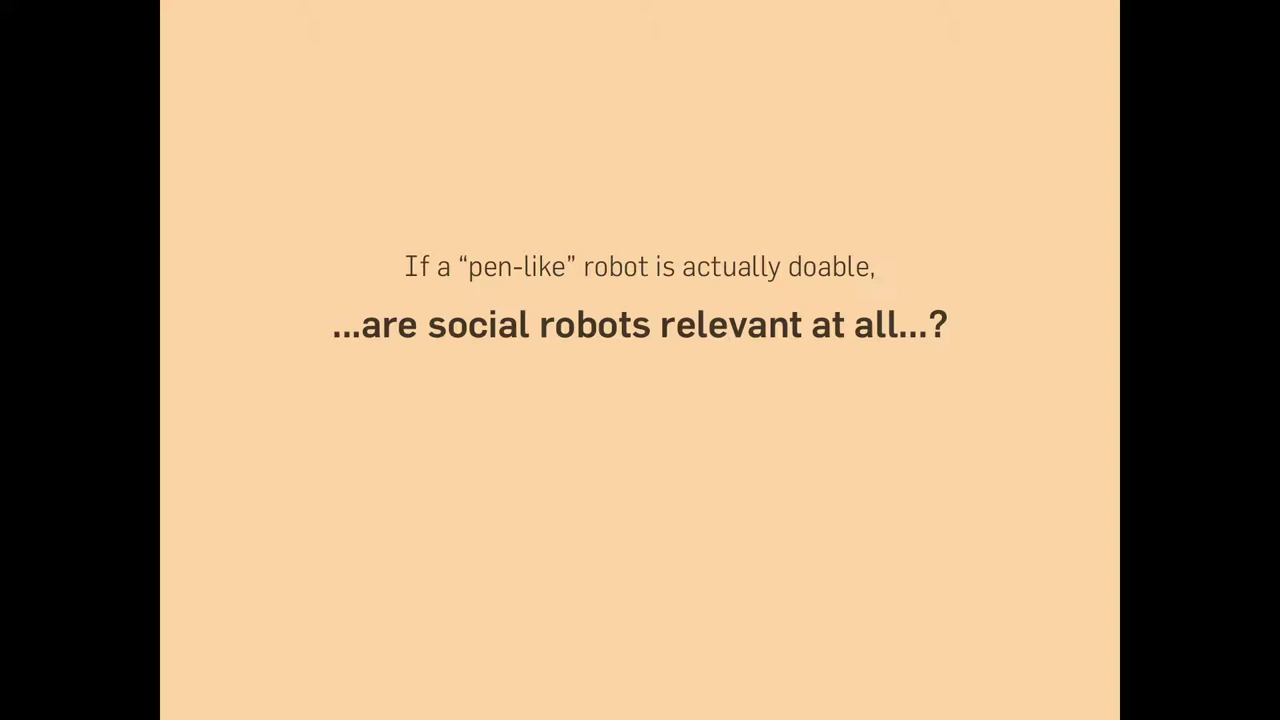 If a “pen-like” robot is actually doable,
...are social robots relevant at all...?